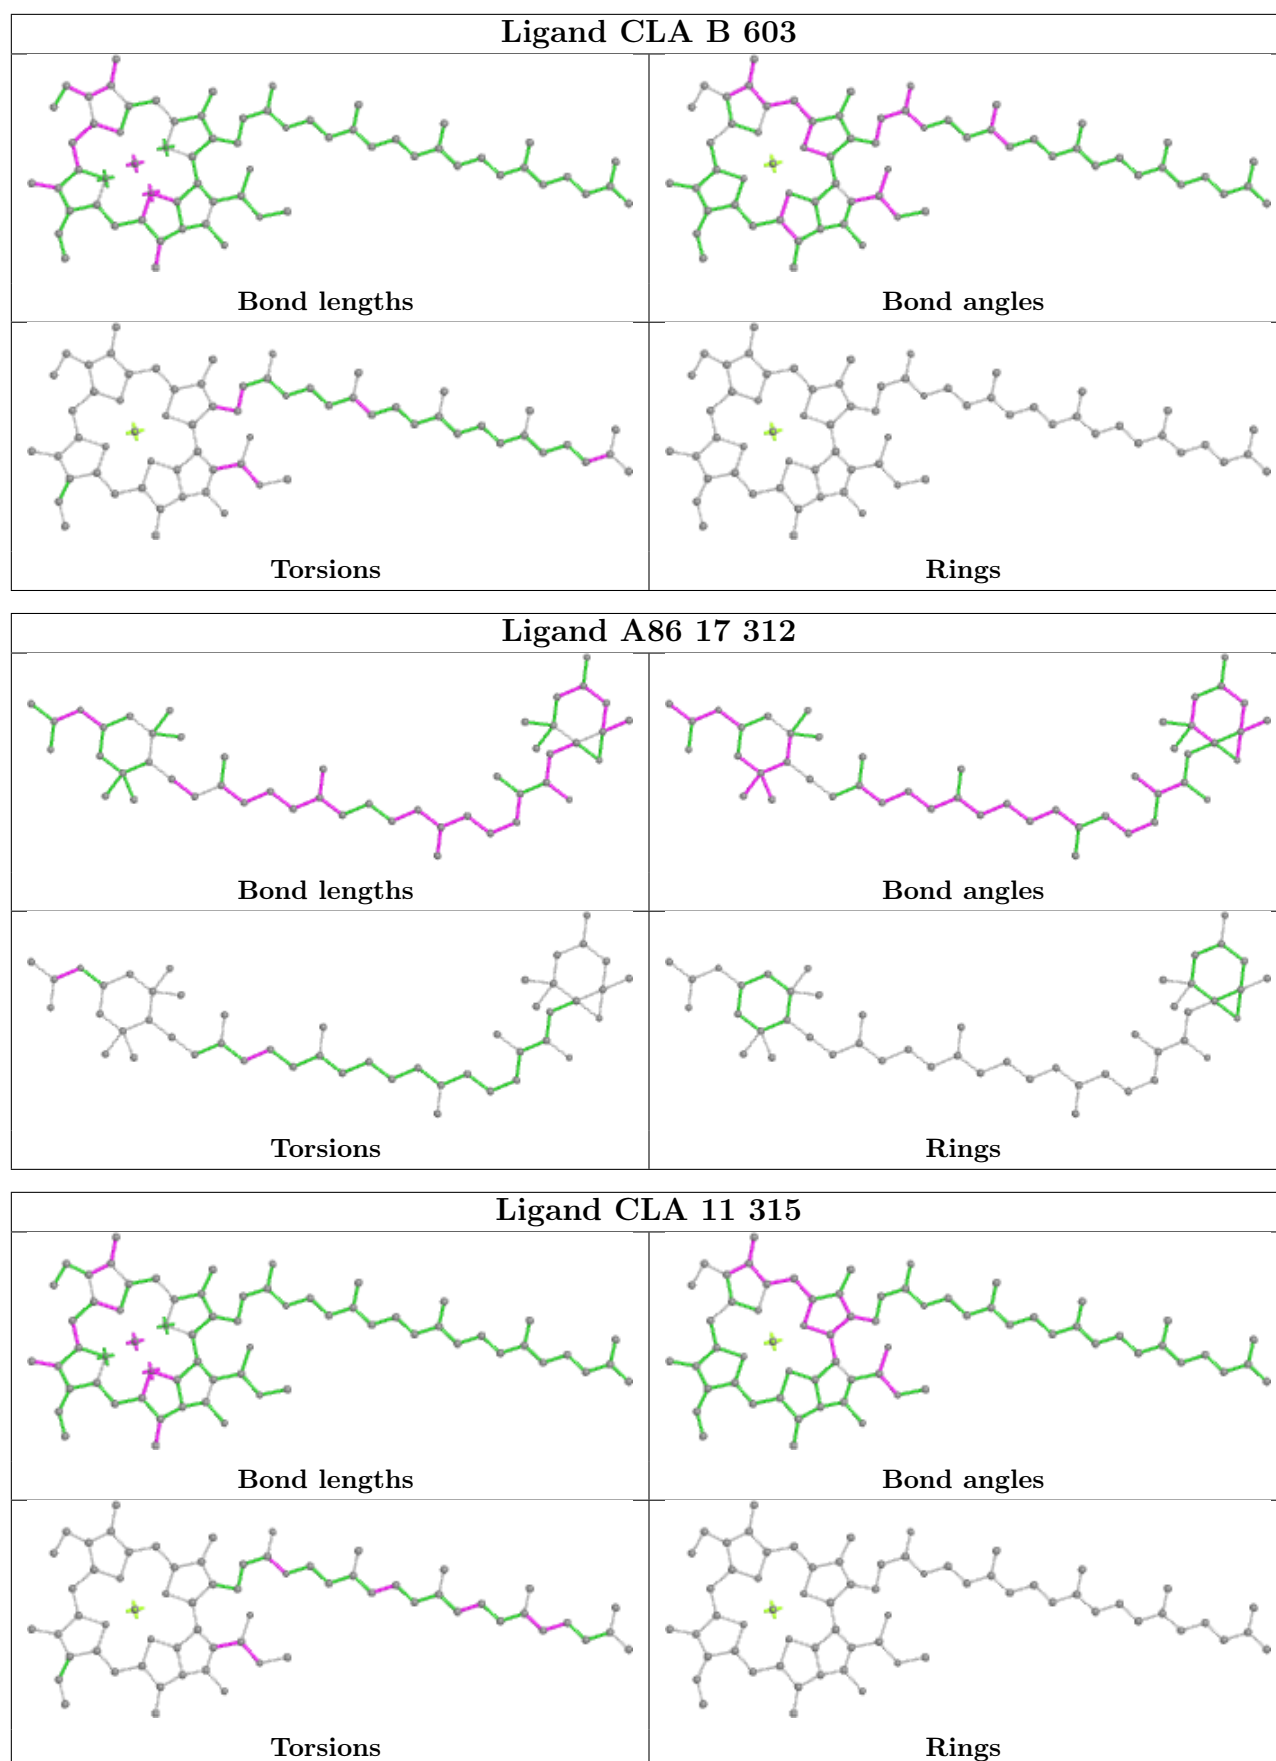 Ligand CLA B 603
Bond lengths
Bond angles
Torsions
Rings
Ligand A86 17 312
Bond lengths
Bond angles
Torsions
Rings
Ligand CLA 11 315
Bond lengths
Bond angles
Torsions
Rings